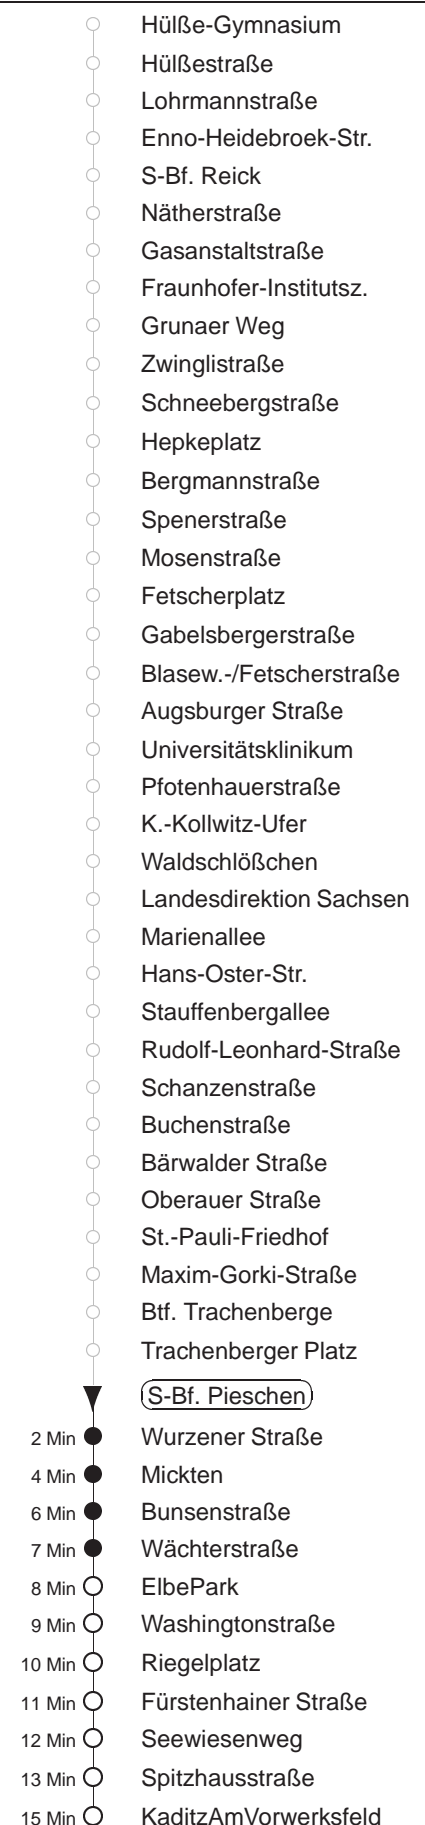 Hülße-Gymnasium
Hülßestraße
Lohrmannstraße
Enno-Heidebroek-Str.
S-Bf. Reick
Nätherstraße
Gasanstaltstraße
Fraunhofer-Institutsz.
Grunaer Weg
Zwinglistraße
Schneebergstraße
Hepkeplatz
Bergmannstraße
Spenerstraße
Mosenstraße
Fetscherplatz
Gabelsbergerstraße
Blasew.-/Fetscherstraße
Augsburger Straße
Universitätsklinikum
Pfotenhauerstraße
K.-Kollwitz-Ufer
Waldschlößchen
Landesdirektion Sachsen
Marienallee
Hans-Oster-Str.
Stauffenbergallee
Rudolf-Leonhard-Straße
Schanzenstraße
Buchenstraße
Bärwalder Straße
Oberauer Straße
St.-Pauli-Friedhof
Maxim-Gorki-Straße
Btf. Trachenberge
Trachenberger Platz
S-Bf. Pieschen
2 Min Wurzener Straße
4 Min Mickten
6 Min Bunsenstraße
7 Min Wächterstraße
8 Min ElbePark
9 Min Washingtonstraße
10 Min Riegelplatz
11 Min Fürstenhainer Straße
12 Min Seewiesenweg
13 Min Spitzhausstraße
15 Min KaditzAmVorwerksfeld